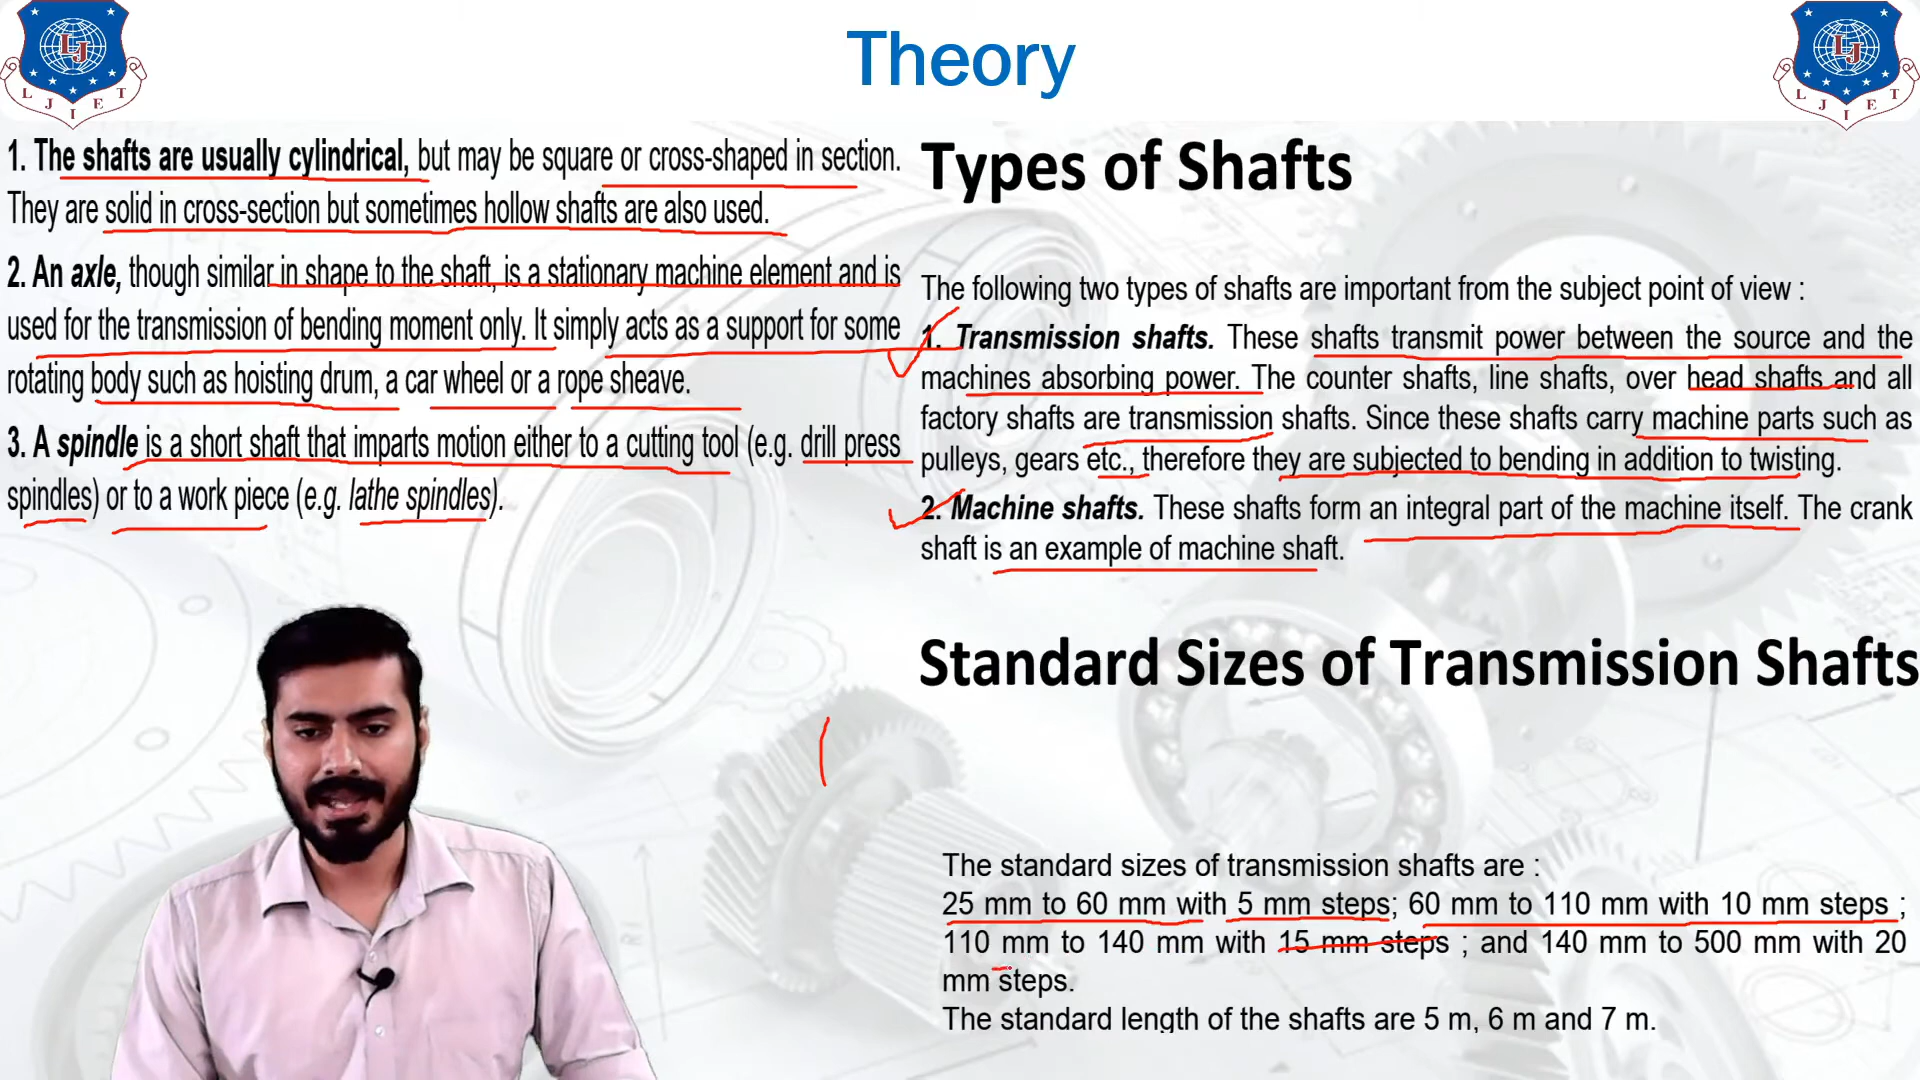 LJ
L J I E T
Theory
LJ
L J I E T
1. The shafts are usually cylindrical, but may be square or cross-shaped in section.
They are solid in cross-section but sometimes hollow shafts are also used.
2. An axle, though similar in shape to the shaft, is a stationary machine element and is
used for the transmission of bending moment only. It simply acts as a support for some
rotating body such as hoisting drum, a car wheel or a rope sheave.
3. A spindle is a short shaft that imparts motion either to a cutting tool (e.g. drill press
spindles) or to a work piece (e.g. lathe spindles).
Types of Shafts
The following two types of shafts are important from the subject point of view :
1. Transmission shafts. These shafts transmit power between the source and the
machines absorbing power. The counter shafts, line shafts, over head shafts and all
factory shafts are transmission shafts. Since these shafts carry machine parts such as
pulleys, gears etc., therefore they are subjected to bending in addition to twisting.
2. Machine shafts. These shafts form an integral part of the machine itself. The crank
shaft is an example of machine shaft.
Standard Sizes of Transmission Shafts
The standard sizes of transmission shafts are :
25 mm to 60 mm with 5 mm steps; 60 mm to 110 mm with 10 mm steps ;
110 mm to 140 mm with 15 mm steps ; and 140 mm to 500 mm with 20
mm steps.
The standard length of the shafts are 5 m, 6 m and 7 m.